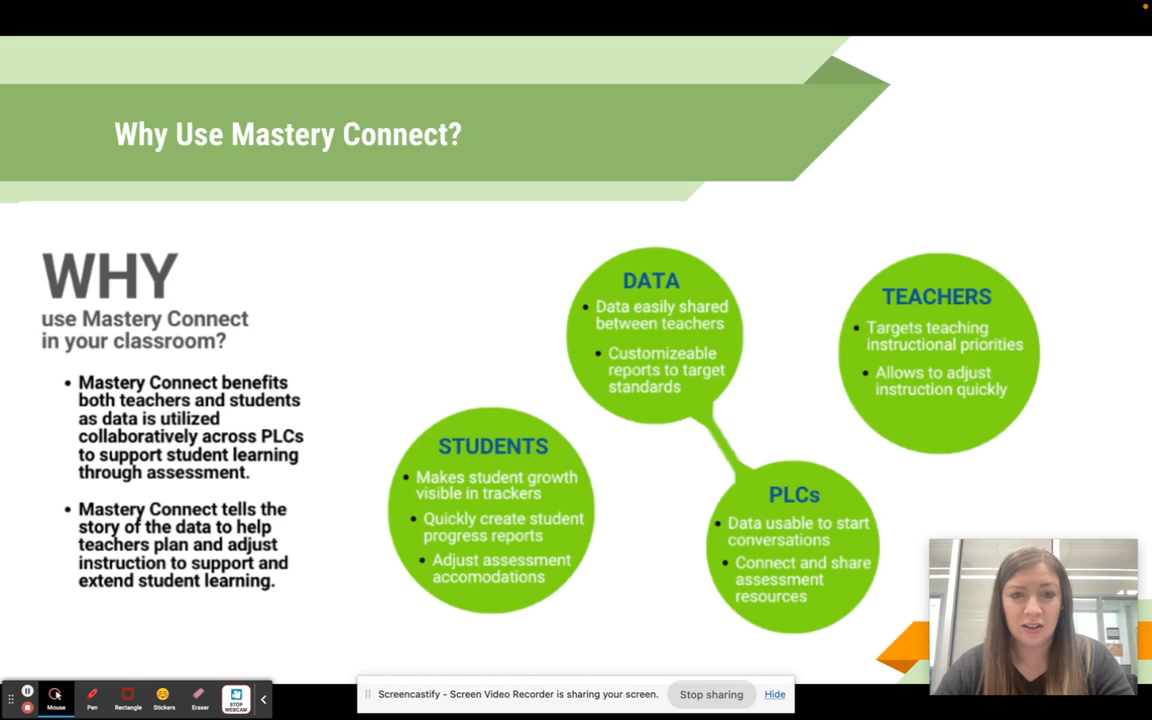 Why Use Mastery Connect?
WHY
use Mastery Connect
in your classroom?
• Mastery Connect benefits
both teachers and students
as data is utilized
collaboratively across PLCs
to support student learning
through assessment.
• Mastery Connect tells the
story of the data to help
teachers plan and adjust
instruction to support and
extend student learning.
STUDENTS
• Makes student growth
visible in trackers
• Quickly create student
progress reports
• Adjust assessment
accomodations
DATA
• Data easily shared
between teachers
• Customizeable
reports to target
standards
PLCs
• Data usable to start
conversations
• Connect and share
assessment
resources
TEACHERS
• Targets teaching
instructional priorities
• Allows to adjust
instruction quickly
Mouse
Pen
Rectangle
Stickers
Eraser
STOP
WEBCAM
Screencastify - Screen Video Recorder is sharing your screen.
Stop sharing
Hide